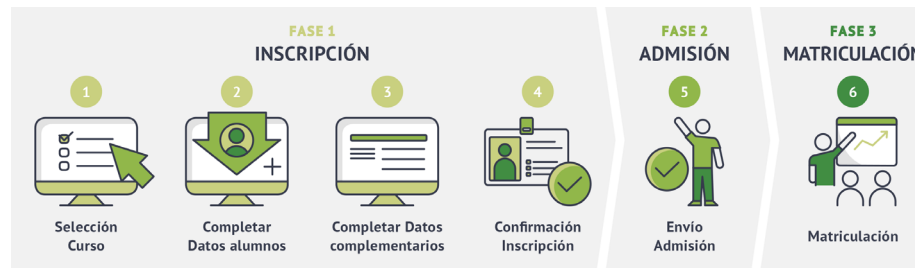 FASE 1
INSCRIPCIÓN
1
2
3
4
Selección
Curso
Completar
Datos alumnos
Completar Datos
complementarios
Confirmación
Inscripción
FASE 2
ADMISIÓN
5
Envío
Admisión
FASE 3
MATRICULACIÓN
6
Matriculación